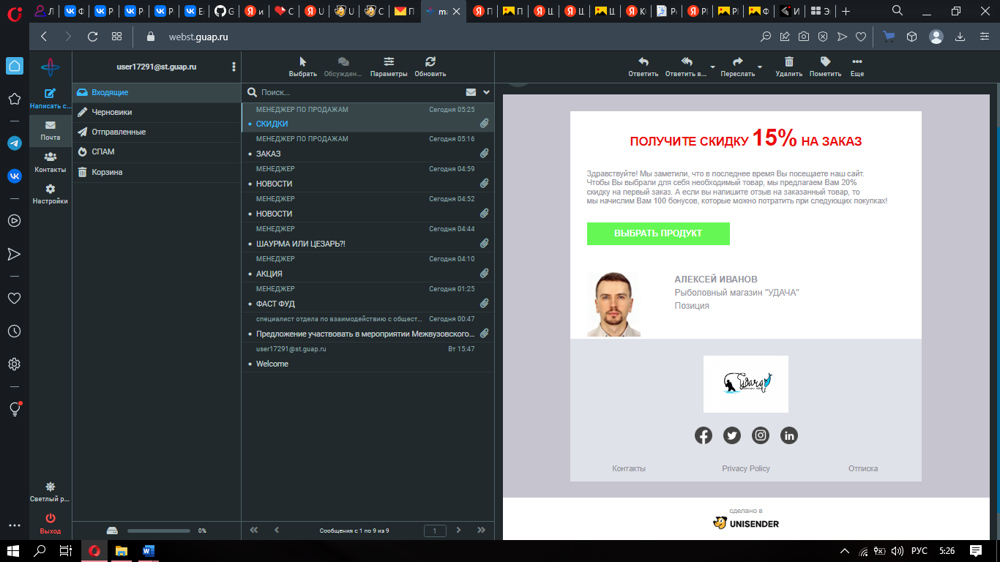 webst.guap.ru
user17291@st.guap.ru
Написать с...
Почта
Контакты
Настройки
Светлый р...
Выход
Входящие
Черновики
Отправленные
СПАМ
Корзина
0%
Выбрать
Обсужден...
Параметры
Обновить
Поиск...
МЕНЕДЖЕР ПО ПРОДАЖАМ Сегодня 05:25
СКИДКИ
МЕНЕДЖЕР ПО ПРОДАЖАМ Сегодня 05:16
ЗАКАЗ
МЕНЕДЖЕР Сегодня 04:59
НОВОСТИ
МЕНЕДЖЕР Сегодня 04:52
НОВОСТИ
МЕНЕДЖЕР Сегодня 04:44
ШАУРМА ИЛИ ЦЕЗАРЬ?!
МЕНЕДЖЕР Сегодня 04:10
АКЦИЯ
МЕНЕДЖЕР Сегодня 01:25
ФАСТ ФУД
специалист отдела по взаимодействию с общест... Сегодня 00:47
Предложение участвовать в мероприятии Межвузовского...
user17291@st.guap.ru Вт 15:47
Welcome
Сообщения с 1 по 9 из 9
1
Ответить
Ответить в...
Переслать
Удалить
Пометить
Еще
ПОЛУЧИТЕ СКИДКУ 15% НА ЗАКАЗ
Здравствуйте! Мы заметили, что в последнее время Вы посещаете наш сайт.
Чтобы Вы выбрали для себя необходимый товар, мы предлагаем Вам 20%
скидку на первый заказ. А если вы напишите отзыв на заказанный товар, то
мы начислим Вам 100 бонусов, которые можно потратить при следующих покупках!
ВЫБРАТЬ ПРОДУКТ
АЛЕКСЕЙ ИВАНОВ
Рыболовный магазин "УДАЧА"
Позиция
Удача
Контакты
Privacy Policy
Отписка
сделано в
UNISENDER
РУС
5:26